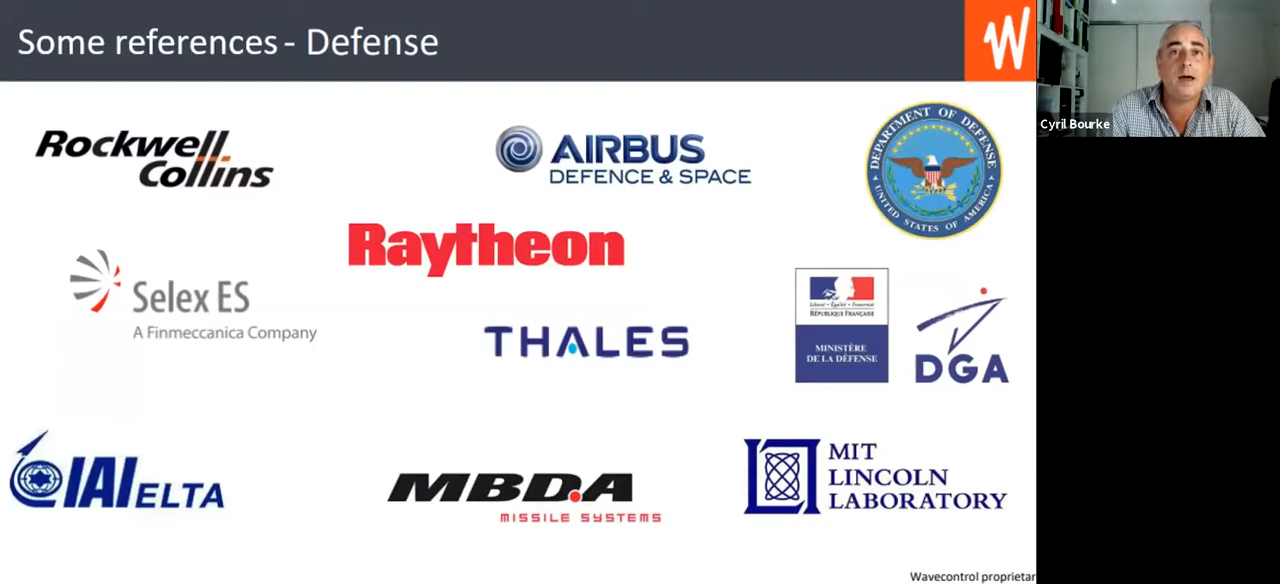 Some references - Defense
W
Cyril Bourke
Rockwell
Collins
AIRBUS
DEFENCE & SPACE
DEPARTMENT OF DEFENSE
UNITED STATES OF AMERICA
Raytheon
Selex ES
A Finmeccanica Company
THALES
Liberté • Égalité • Fraternité
RÉPUBLIQUE FRANÇAISE
MINISTÈRE
DE LA DÉFENSE
DGA
IAI ELTA
MBDA
MISSILE SYSTEMS
MIT
LINCOLN
LABORATORY
Wavecontrol proprietar